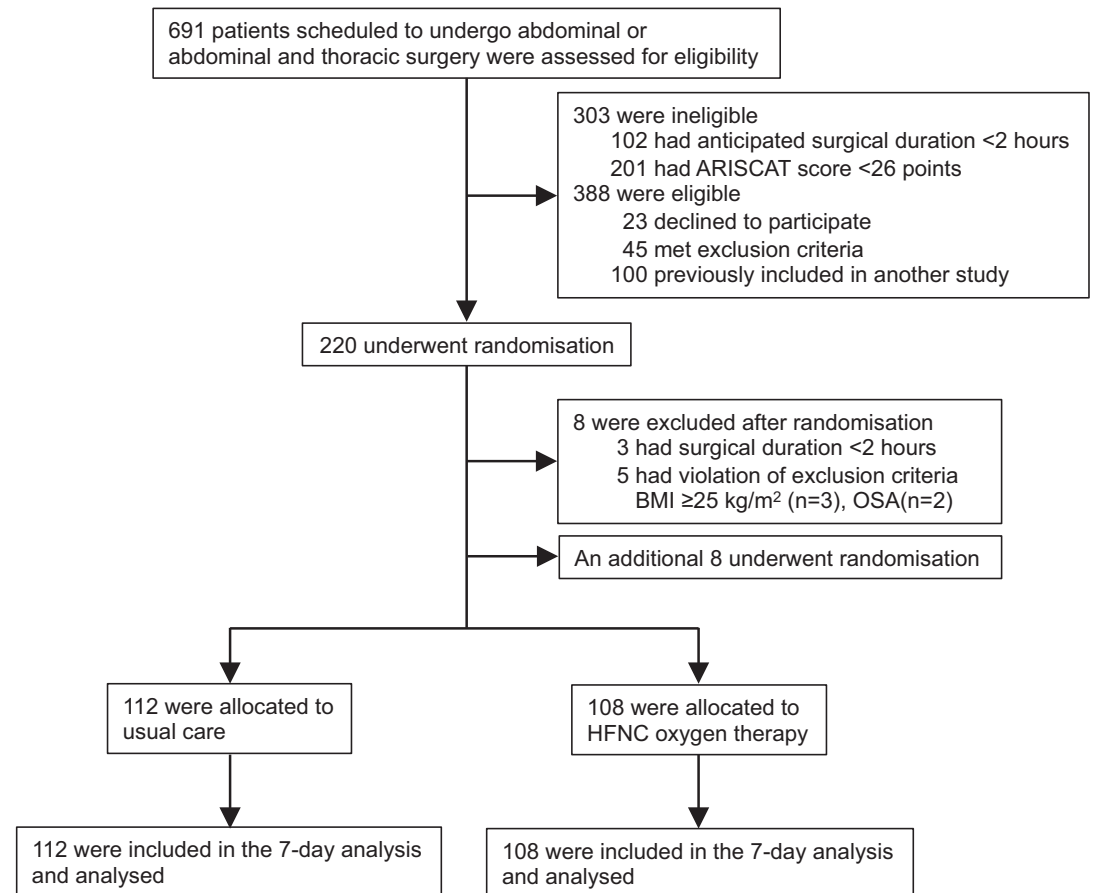 691 patients scheduled to undergo abdominal or
abdominal and thoracic surgery were assessed for eligibility
303 were ineligible
102 had anticipated surgical duration <2 hours
201 had ARISCAT score <26 points
388 were eligible
23 declined to participate
45 met exclusion criteria
100 previously included in another study
220 underwent randomisation
8 were excluded after randomisation
3 had surgical duration <2 hours
5 had violation of exclusion criteria
BMI ≥25 kg/m² (n=3), OSA(n=2)
An additional 8 underwent randomisation
112 were allocated to
usual care
108 were allocated to
HFNC oxygen therapy
112 were included in the 7-day analysis
and analysed
108 were included in the 7-day analysis
and analysed